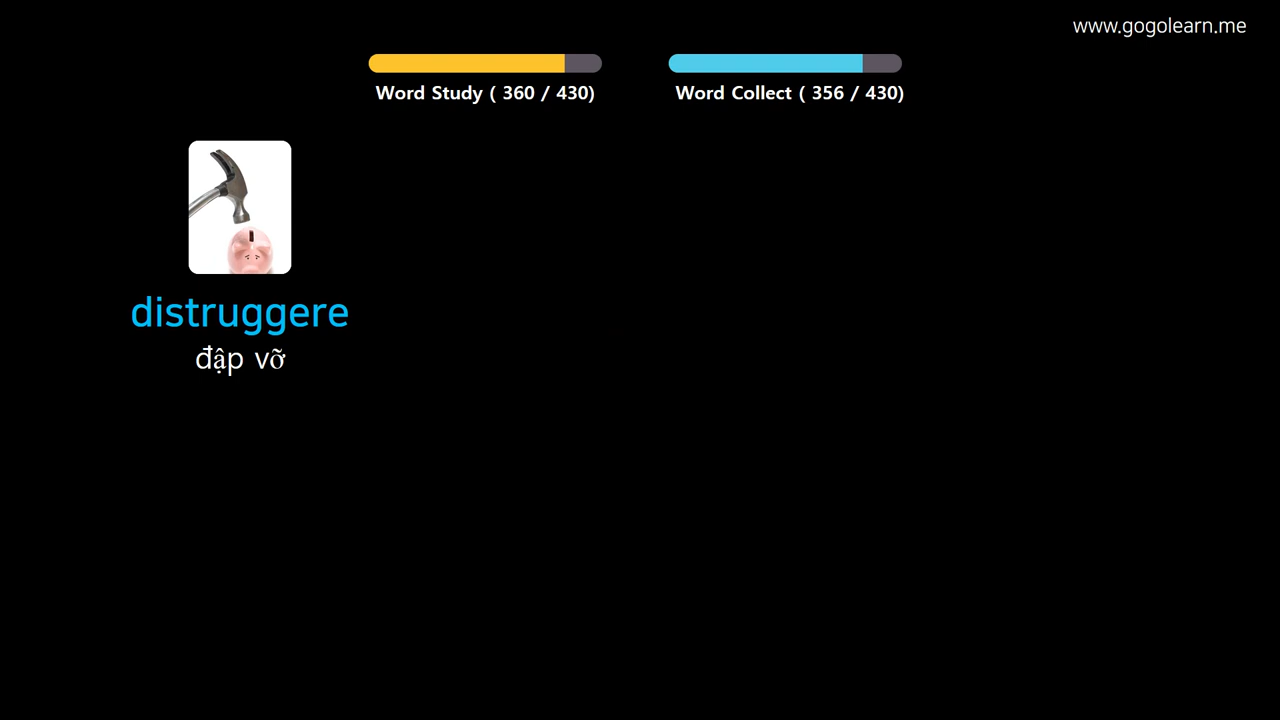 www.gogolearn.me
Word Study ( 360 / 430)
Word Collect ( 356 / 430)
distruggere
đập vỡ